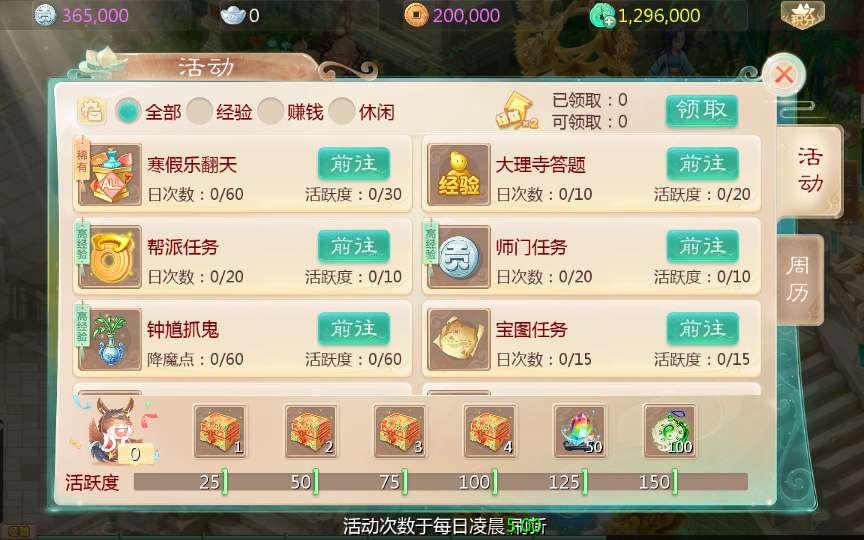 365,000 0 200,000 1,296,000 积分
活动
全部 经验 赚钱 休闲
已领取：0
可领取：0
领取
活动
周历
稀有
ALL
寒假乐翻天
前往
日次数：0/60 活跃度：0/30
经验
大理寺答题
前往
日次数：0/10 活跃度：0/20
高经验
帮派任务
前往
日次数：0/20 活跃度：0/10
高经验
贡
师门任务
前往
日次数：0/20 活跃度：0/10
高经验
钟馗抓鬼
前往
降魔点：0/60 活跃度：0/60
宝图任务
前往
日次数：0/15 活跃度：0/15
0 1 2 3 4 50 100
活跃度 25 50 75 100 125 150
活动次数于每日凌晨5:00刷新